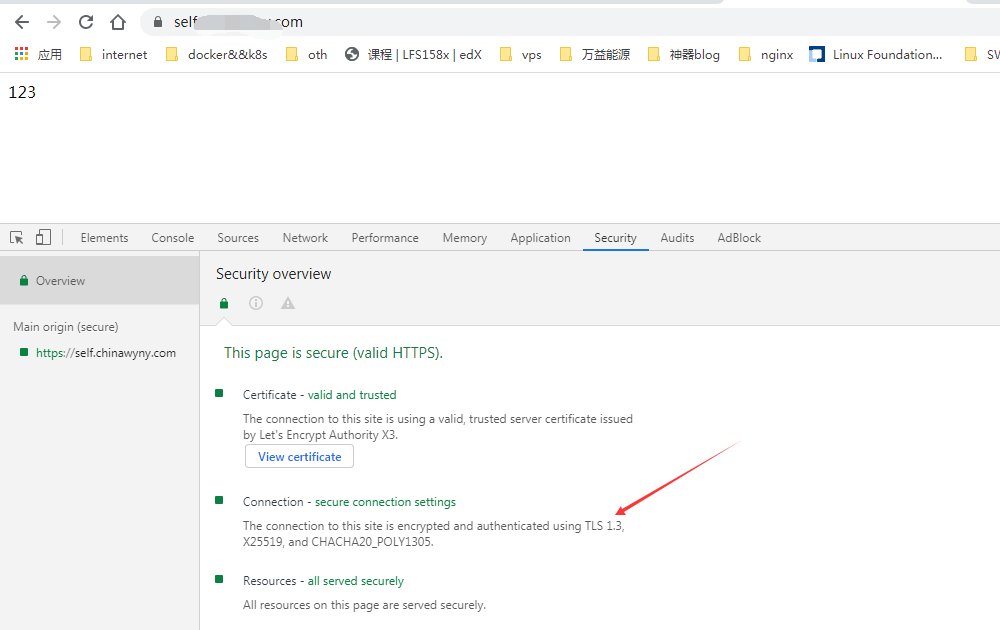 self com
应用 internet docker&&k8s oth 课程 | LFS158x | edX vps 万益能源 神器blog nginx Linux Foundation... SW
123
Elements Console Sources Network Performance Memory Application Security Audits AdBlock
Overview
Main origin (secure)
https://self.chinawyny.com
Security overview
This page is secure (valid HTTPS).
Certificate - valid and trusted
The connection to this site is using a valid, trusted server certificate issued
by Let's Encrypt Authority X3.
View certificate
Connection - secure connection settings
The connection to this site is encrypted and authenticated using TLS 1.3,
X25519, and CHACHA20_POLY1305.
Resources - all served securely
All resources on this page are served securely.